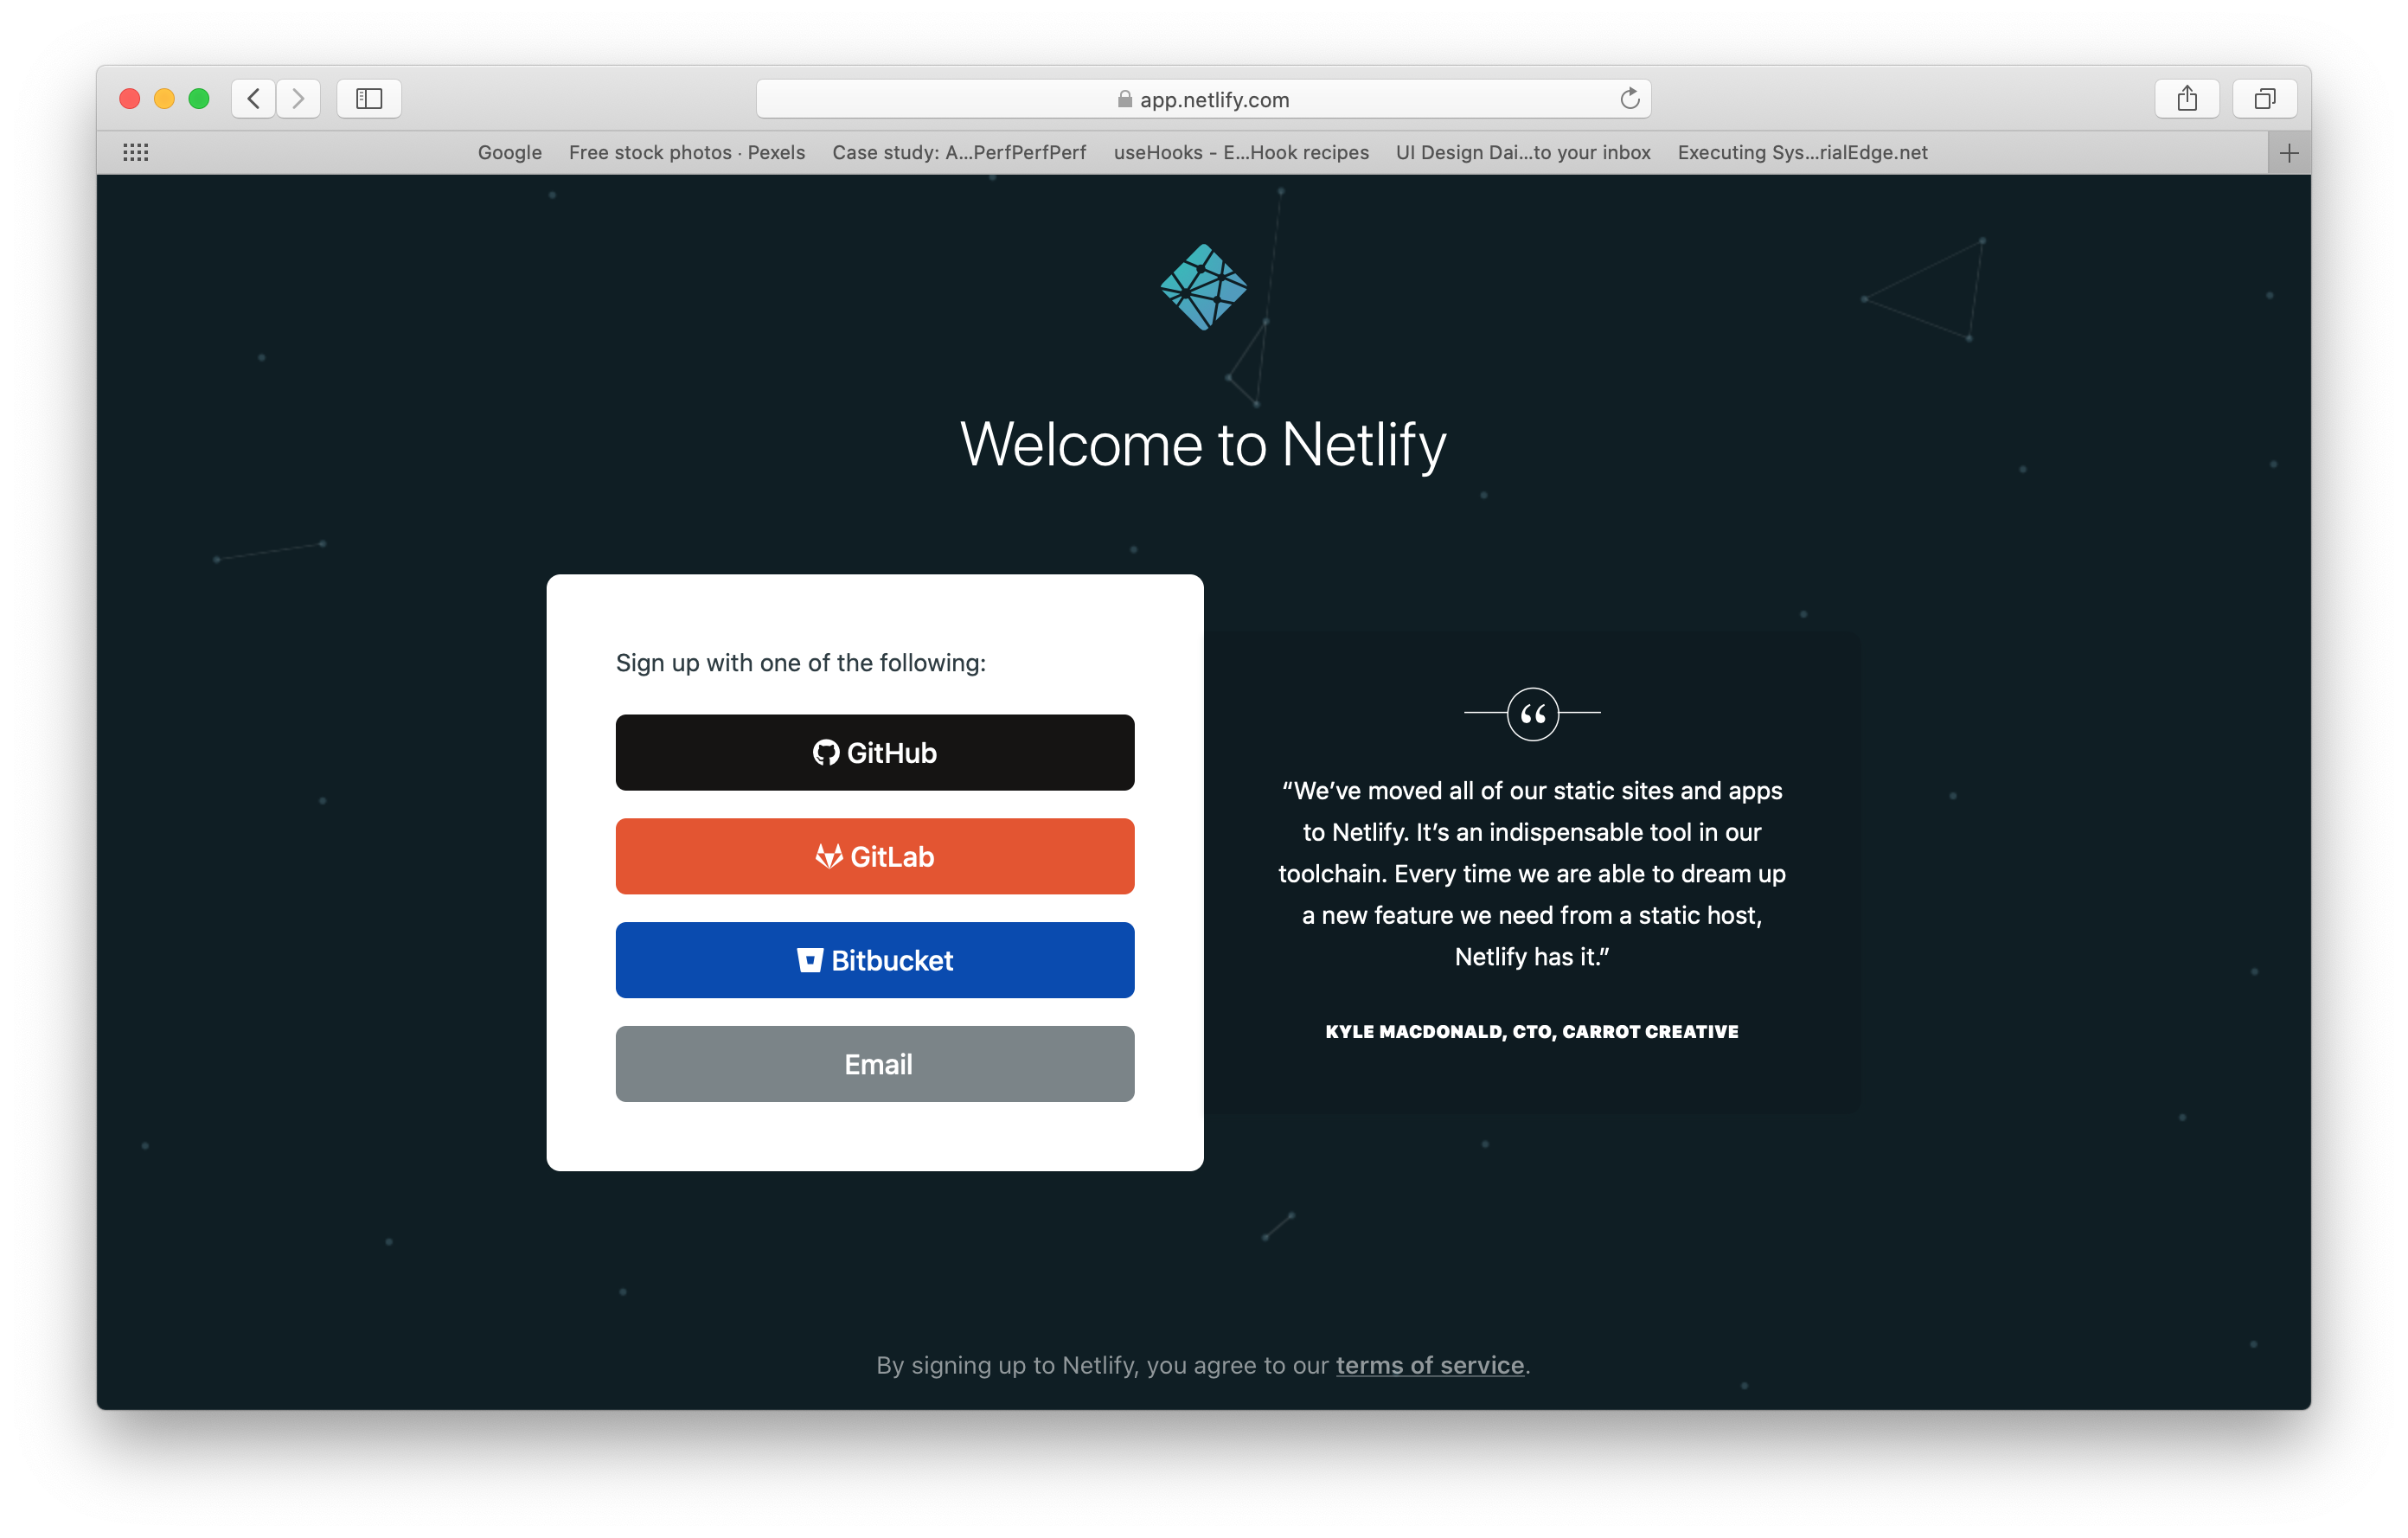 app.netlify.com
Google Free stock photos · Pexels Case study: A...PerfPerfPerf useHooks - E...Hook recipes UI Design Dai...to your inbox Executing Sys...rialEdge.net
Welcome to Netlify
Sign up with one of the following:
GitHub
GitLab
Bitbucket
Email
“We’ve moved all of our static sites and apps
to Netlify. It’s an indispensable tool in our
toolchain. Every time we are able to dream up
a new feature we need from a static host,
Netlify has it.”
KYLE MACDONALD, CTO, CARROT CREATIVE
By signing up to Netlify, you agree to our terms of service.